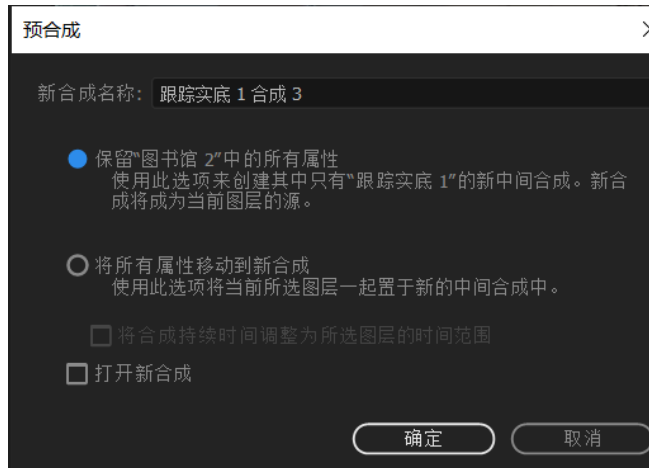 预合成
新合成名称: 跟踪实底 1 合成 3
保留“图书馆 2”中的所有属性
使用此选项来创建其中只有“跟踪实底 1”的新中间合成。新合
成将成为当前图层的源。
将所有属性移动到新合成
使用此选项将当前所选图层一起置于新的中间合成中。
将合成持续时间调整为所选图层的时间范围
打开新合成
确定
取消